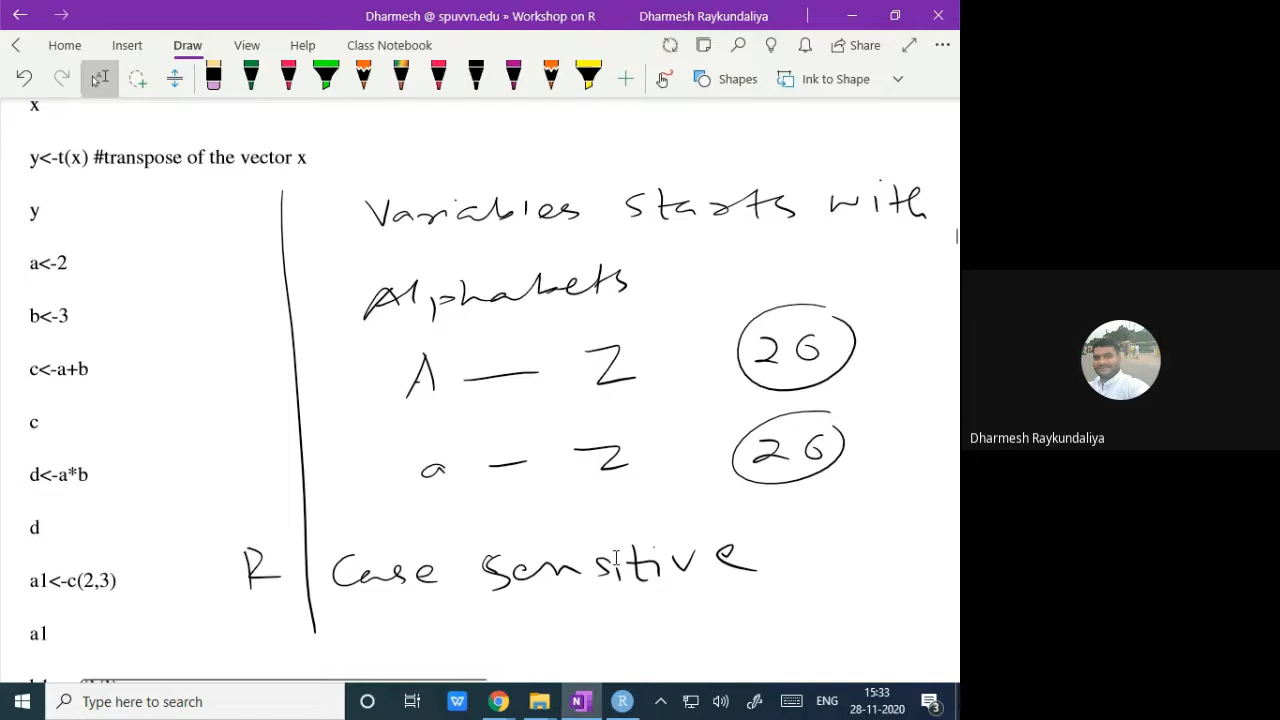 Dharmesh @ spuvvn.edu » Workshop on R
Dharmesh Raykundaliya
Home Insert Draw View Help Class Notebook
Share
Shapes
Ink to Shape
x
y<-t(x) #transpose of the vector x
y
a<-2
b<-3
c<-a+b
c
d<-a*b
d
a1<-c(2,3)
a1
Variables starts with
Alphabets
A — Z 26
a — z 26
R Case sensitive
Dharmesh Raykundaliya
Type here to search
ENG
15:33
28-11-2020
3